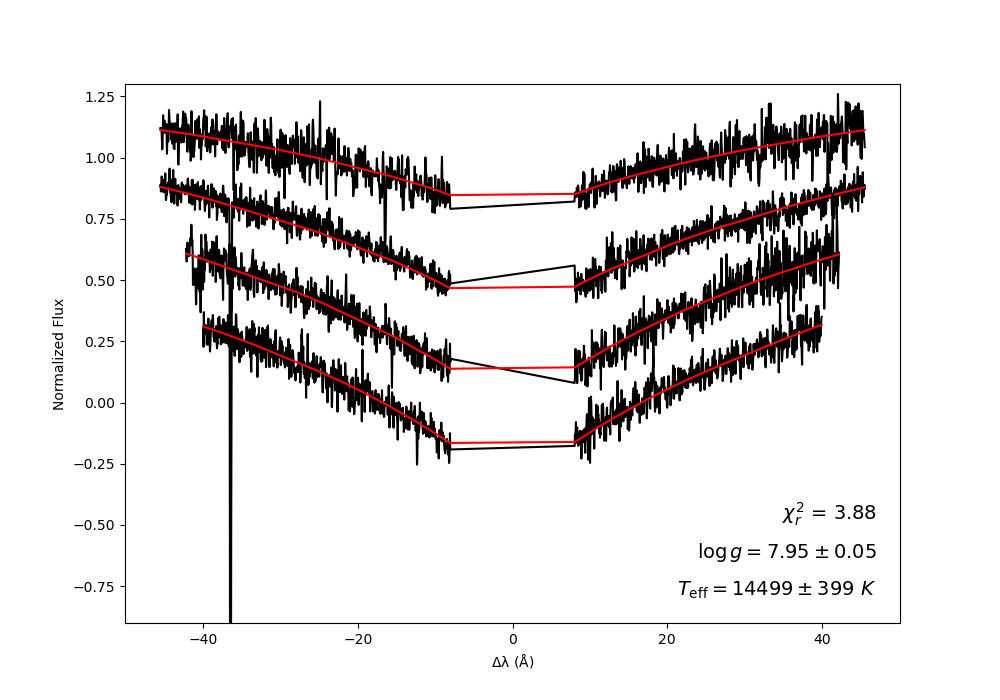 1.25
1.00
0.75
0.50
0.25
0.00
−0.25
−0.50
−0.75
Normalized Flux
χ²ᵣ = 3.88
log g = 7.95 ± 0.05
T_eff = 14499 ± 399 K
−40 −20 0 20 40
Δλ (Å)